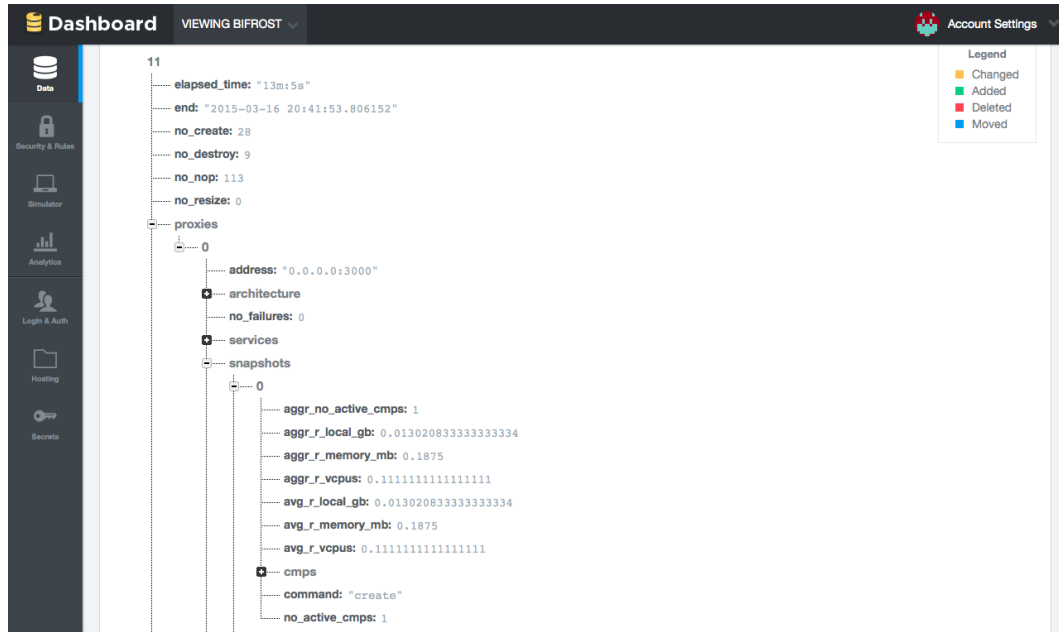 Dashboard
VIEWING BIFROST
Account Settings
Data
Security & Rules
Simulator
Analytics
Login & Auth
Hosting
Secrets
11
elapsed_time: "13m:5s"
end: "2015-03-16 20:41:53.806152"
no_create: 28
no_destroy: 9
no_nop: 113
no_resize: 0
proxies
0
address: "0.0.0.0:3000"
architecture
no_failures: 0
services
snapshots
0
aggr_no_active_cmps: 1
aggr_r_local_gb: 0.013020833333333334
aggr_r_memory_mb: 0.1875
aggr_r_vcpus: 0.1111111111111111
avg_r_local_gb: 0.013020833333333334
avg_r_memory_mb: 0.1875
avg_r_vcpus: 0.1111111111111111
cmps
command: "create"
no_active_cmps: 1
Legend
Changed
Added
Deleted
Moved